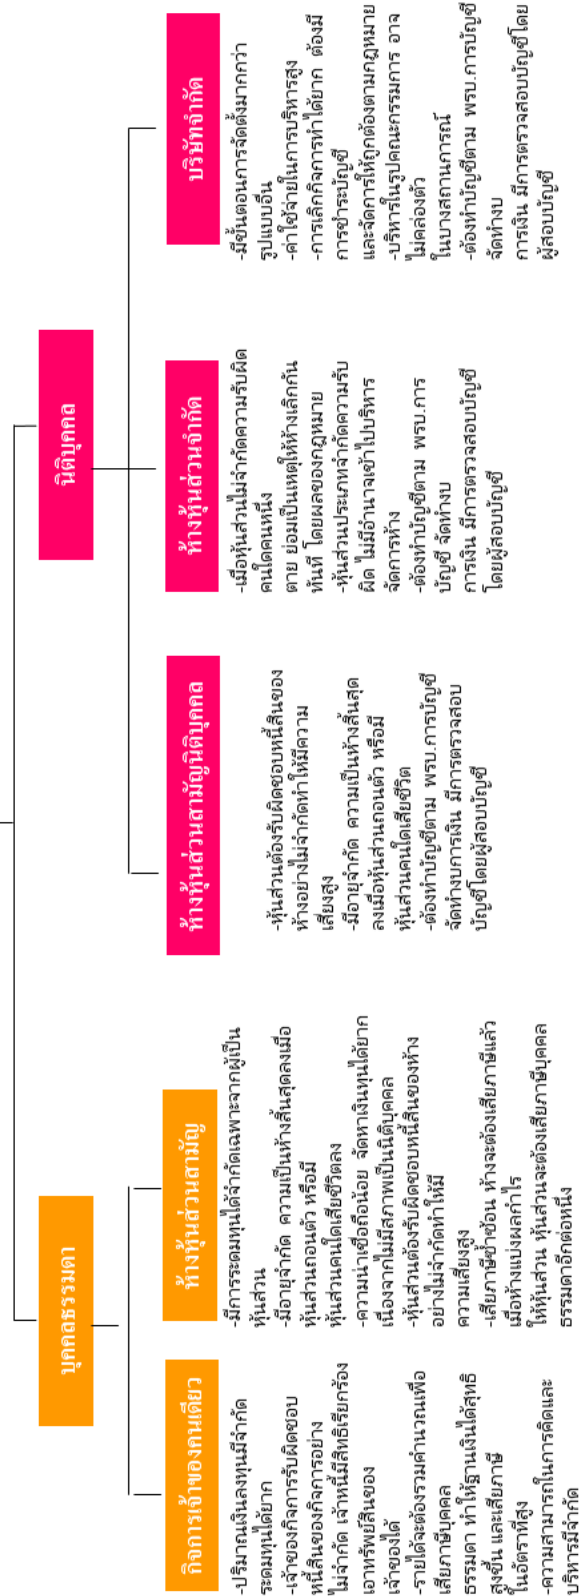 บุคคลธรรมดา
นิติบุคคล
กิจการเจ้าของคนเดียว
-ปริมาณเงินลงทุนมีจำกัด
ระดมทุนได้ยาก
-เจ้าของกิจการรับผิดชอบ
หนี้สินของกิจการอย่าง
ไม่จำกัด เจ้าหนี้มีสิทธิเรียกร้อง
เอาทรัพย์สินของ
เจ้าของได้
-รายได้จะต้องรวมคำนวณเพื่อ
เสียภาษีบุคคล
ธรรมดา ทำให้ฐานเงินได้สุทธิ
สูงขึ้น และเสียภาษี
ในอัตราที่สูง
-ความสามารถในการคิดและ
บริหารมีจำกัด
ห้างหุ้นส่วนสามัญ
-มีการระดมทุนได้จำกัดเฉพาะจากผู้เป็น
หุ้นส่วน
-มีอายุจำกัด ความเป็นห้างสิ้นสุดลงเมื่อ
หุ้นส่วนถอนตัว หรือมี
หุ้นส่วนคนใดเสียชีวิตลง
-ความน่าเชื่อถือน้อย จัดหาเงินทุนได้ยาก
เนื่องจากไม่มีสภาพเป็นนิติบุคคล
-หุ้นส่วนต้องรับผิดชอบหนี้สินของห้าง
อย่างไม่จำกัดทำให้มี
ความเสี่ยงสูง
-เสียภาษีซ้ำซ้อน ห้างจะต้องเสียภาษีแล้ว
เมื่อห้างแบ่งผลกำไร
ให้หุ้นส่วน หุ้นส่วนจะต้องเสียภาษีบุคคล
ธรรมดาอีกต่อหนึ่ง
ห้างหุ้นส่วนสามัญนิติบุคคล
-หุ้นส่วนต้องรับผิดชอบหนี้สินของ
ห้างอย่างไม่จำกัดทำให้มีความ
เสี่ยงสูง
-มีอายุจำกัด ความเป็นห้างสิ้นสุด
ลงเมื่อหุ้นส่วนถอนตัว หรือมี
หุ้นส่วนคนใดเสียชีวิต
-ต้องทำบัญชีตาม พรบ.การบัญชี
จัดทำงบการเงิน มีการตรวจสอบ
บัญชีโดยผู้สอบบัญชี
ห้างหุ้นส่วนจำกัด
-เมื่อหุ้นส่วนไม่จำกัดความรับผิด
คนใดคนหนึ่ง
ตาย ย่อมเป็นเหตุให้ห้างเลิกกัน
ทันที โดยผลของกฎหมาย
-หุ้นส่วนประเภทจำกัดความรับ
ผิด ไม่มีอำนาจเข้าไปบริหาร
จัดการห้าง
-ต้องทำบัญชีตาม พรบ.การ
บัญชี จัดทำงบ
การเงิน มีการตรวจสอบบัญชี
โดยผู้สอบบัญชี
บริษัทจำกัด
-มีขั้นตอนการจัดตั้งมากกว่า
รูปแบบอื่น
-ค่าใช้จ่ายในการบริหารสูง
-การเลิกกิจการทำได้ยาก ต้องมี
การชำระบัญชี
และจัดการให้ถูกต้องตามกฎหมาย
-บริหารในรูปคณะกรรมการ อาจ
ไม่คล่องตัว
ในบางสถานการณ์
-ต้องทำบัญชีตาม พรบ.การบัญชี
จัดทำงบ
การเงิน มีการตรวจสอบบัญชีโดย
ผู้สอบบัญชี